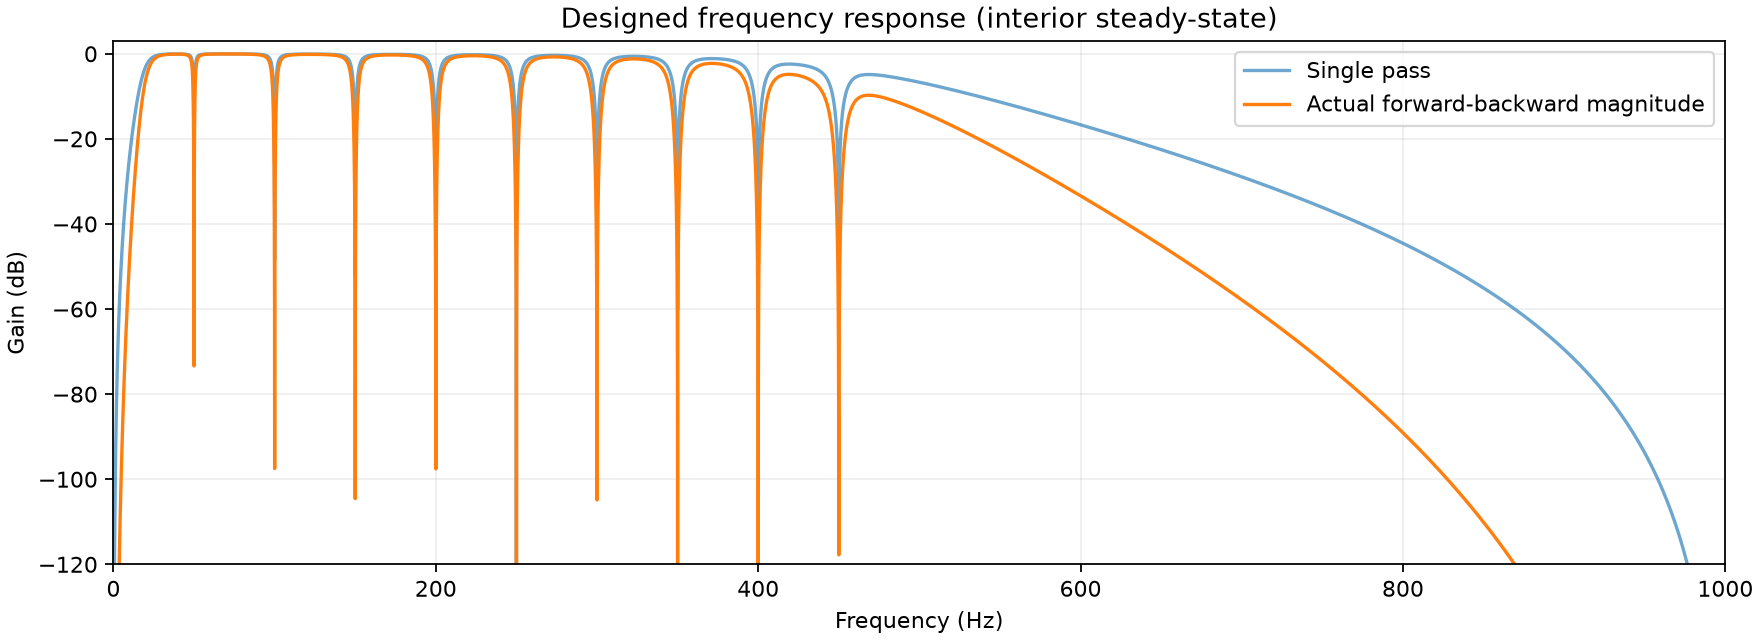 Designed frequency response (interior steady-state)
Single pass
Actual forward-backward magnitude
Gain (dB)
0
−20
−40
−60
−80
−100
−120
0
200
400
600
800
1000
Frequency (Hz)